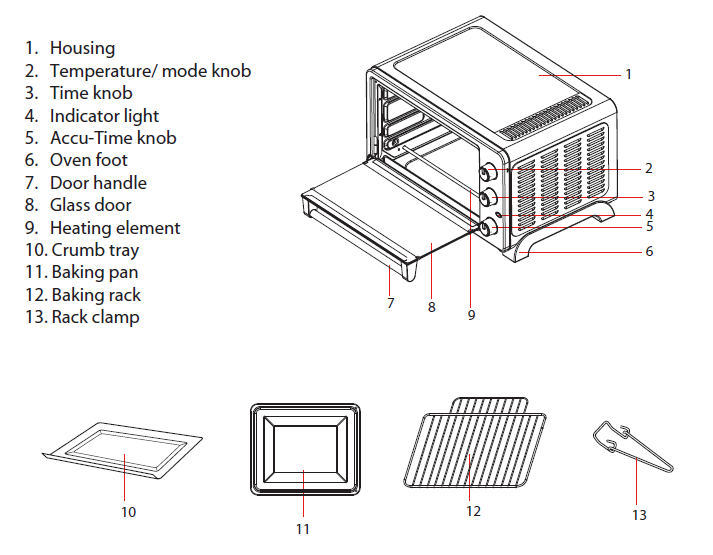 1. Housing
2. Temperature/ mode knob
3. Time knob
4. Indicator light
5. Accu-Time knob
6. Oven foot
7. Door handle
8. Glass door
9. Heating element
10. Crumb tray
11. Baking pan
12. Baking rack
13. Rack clamp
1
2
3
4
5
6
7
8
9
10
11
12
13